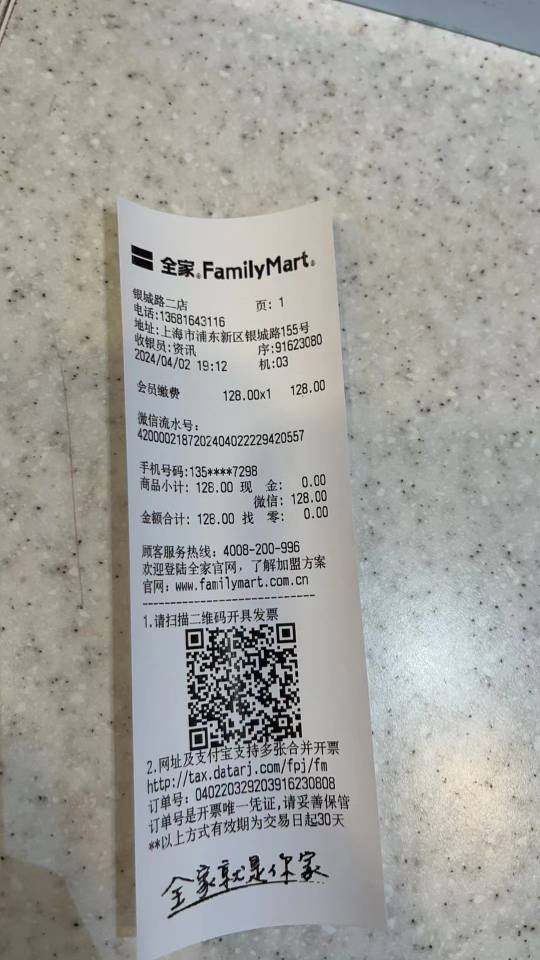 全家 FamilyMart
银城路二店 页: 1
电话:13681643116
地址:上海市浦东新区银城路155号
收银员:资讯 序:91623080
2024/04/02 19:12 机:03
会员缴费 128.00x1 128.00
微信流水号:
4200002187202404022229420557
手机号码:135****7298
商品小计: 128.00 现 金: 0.00
微信: 128.00
金额合计: 128.00 找 零: 0.00
顾客服务热线: 4008-200-996
欢迎登陆全家官网，了解加盟方案
官网: www.familymart.com.cn
1.请扫描二维码开具发票
2.网址及支付宝支持多张合并开票
http://tax.datarj.com/fpj/fm
订单号: 040220329203916230808
订单号是开票唯一凭证,请妥善保管
**以上方式有效期为交易日起30天
全家就是你家